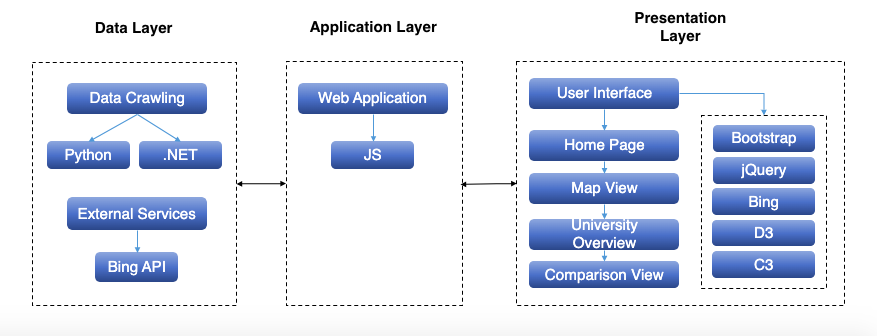 Data Layer
Application Layer
Presentation
Layer
Data Crawling
Python
.NET
External Services
Bing API
Web Application
JS
User Interface
Home Page
Map View
University
Overview
Comparison View
Bootstrap
jQuery
Bing
D3
C3